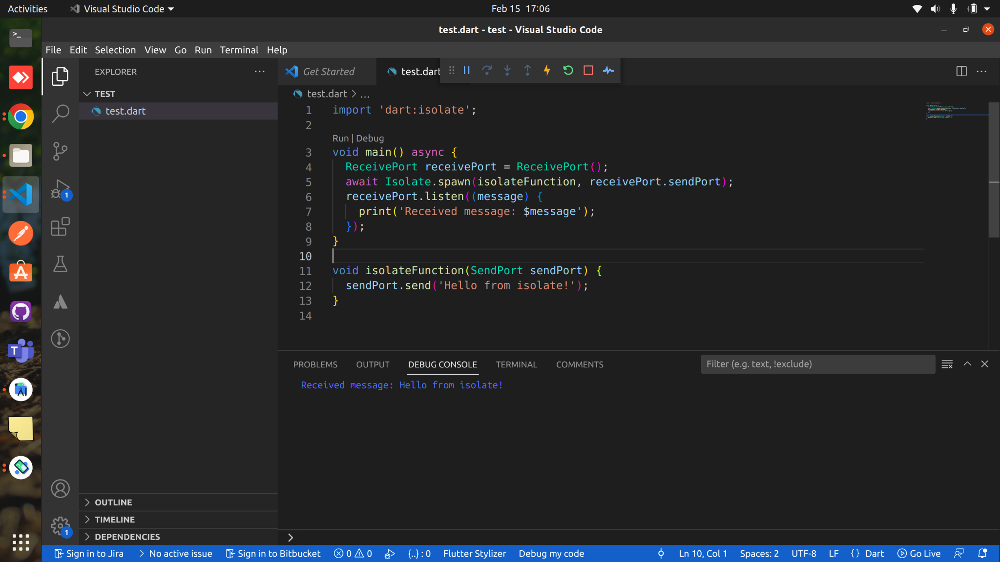 Activities Visual Studio Code Feb 15 17:06
test.dart - test - Visual Studio Code
File Edit Selection View Go Run Terminal Help
EXPLORER
TEST
test.dart
Get Started
test.dart
test.dart > ...
1 import 'dart:isolate';
2
Run | Debug
3 void main() async {
4 ReceivePort receivePort = ReceivePort();
5 await Isolate.spawn(isolateFunction, receivePort.sendPort);
6 receivePort.listen((message) {
7 print('Received message: $message');
8 });
9 }
10
11 void isolateFunction(SendPort sendPort) {
12 sendPort.send('Hello from isolate!');
13 }
14
PROBLEMS OUTPUT DEBUG CONSOLE TERMINAL COMMENTS Filter (e.g. text, !exclude)
Received message: Hello from isolate!
1
1
OUTLINE
TIMELINE
DEPENDENCIES
Sign in to Jira > No active issue Sign in to Bitbucket 0 0 {..} : 0 Flutter Stylizer Debug my code Ln 10, Col 1 Spaces: 2 UTF-8 LF {} Dart Go Live